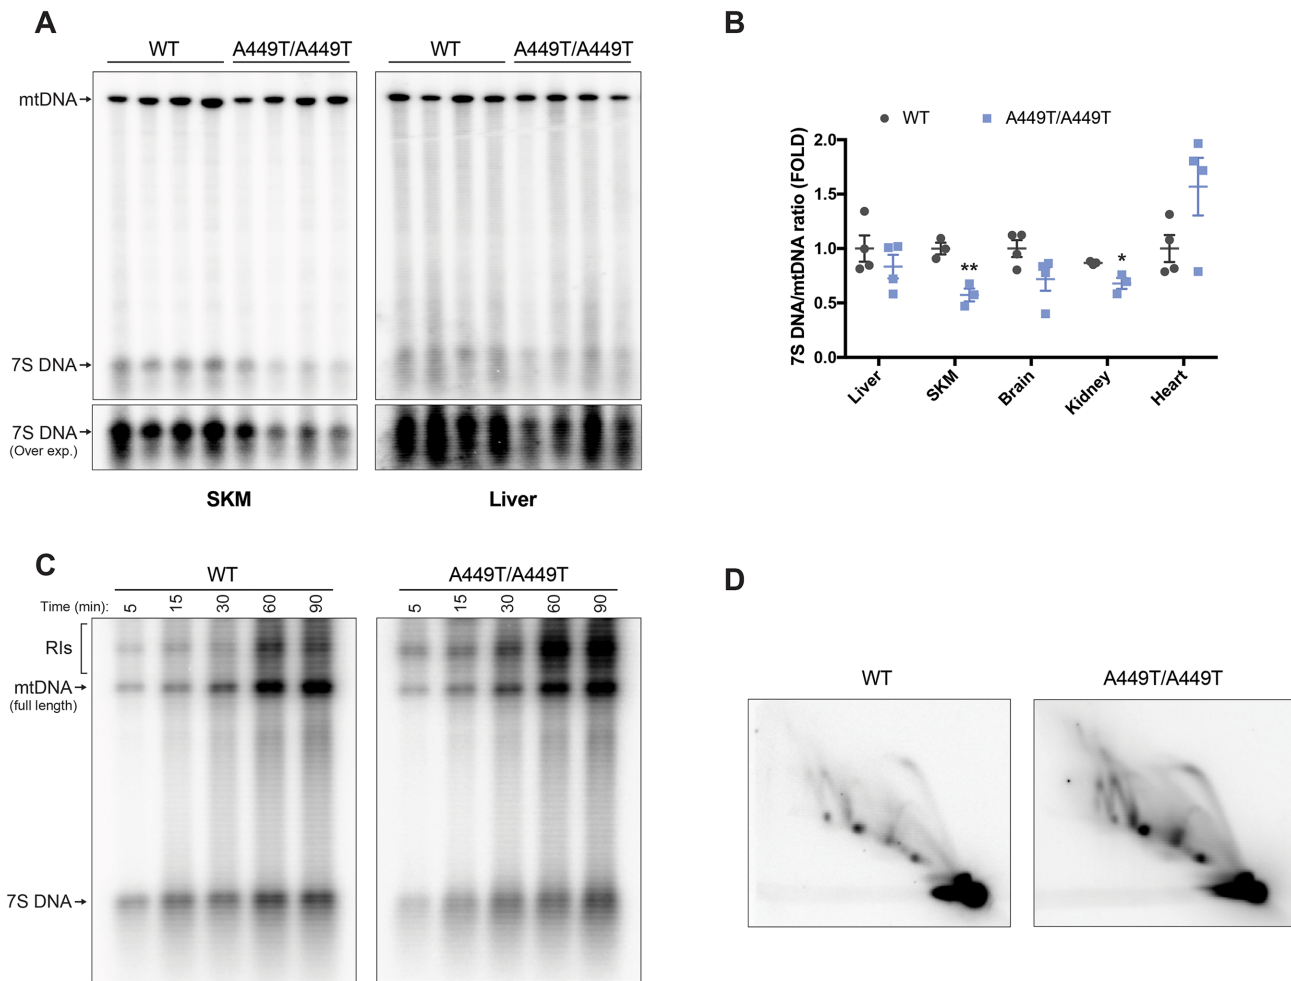 A
WT A449T/A449T WT A449T/A449T
mtDNA
7S DNA
7S DNA
(Over exp.)
SKM Liver
B
WT A449T/A449T
7S DNA/mtDNA ratio (FOLD)
2.0
1.5
1.0
0.5
0.0
** *
Liver SKM Brain Kidney Heart
C
WT A449T/A449T
Time (min): 5 15 30 60 90 5 15 30 60 90
RIs
mtDNA
(full length)
7S DNA
D
WT A449T/A449T